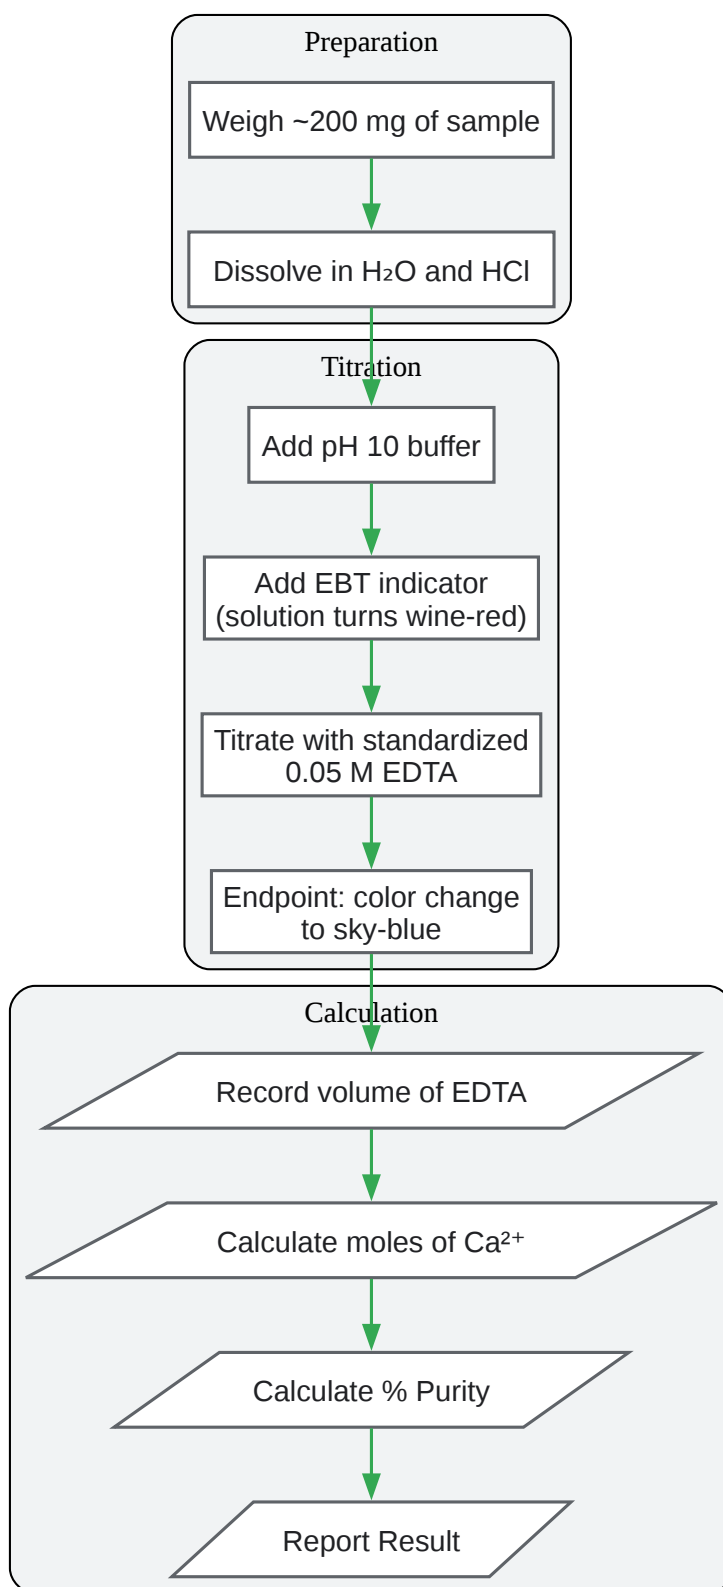 Preparation
Weigh ~200 mg of sample
Dissolve in H₂O and HCl
Titration
Add pH 10 buffer
Add EBT indicator
(solution turns wine-red)
Titrate with standardized
0.05 M EDTA
Endpoint: color change
to sky-blue
Calculation
Record volume of EDTA
Calculate moles of Ca²⁺
Calculate % Purity
Report Result